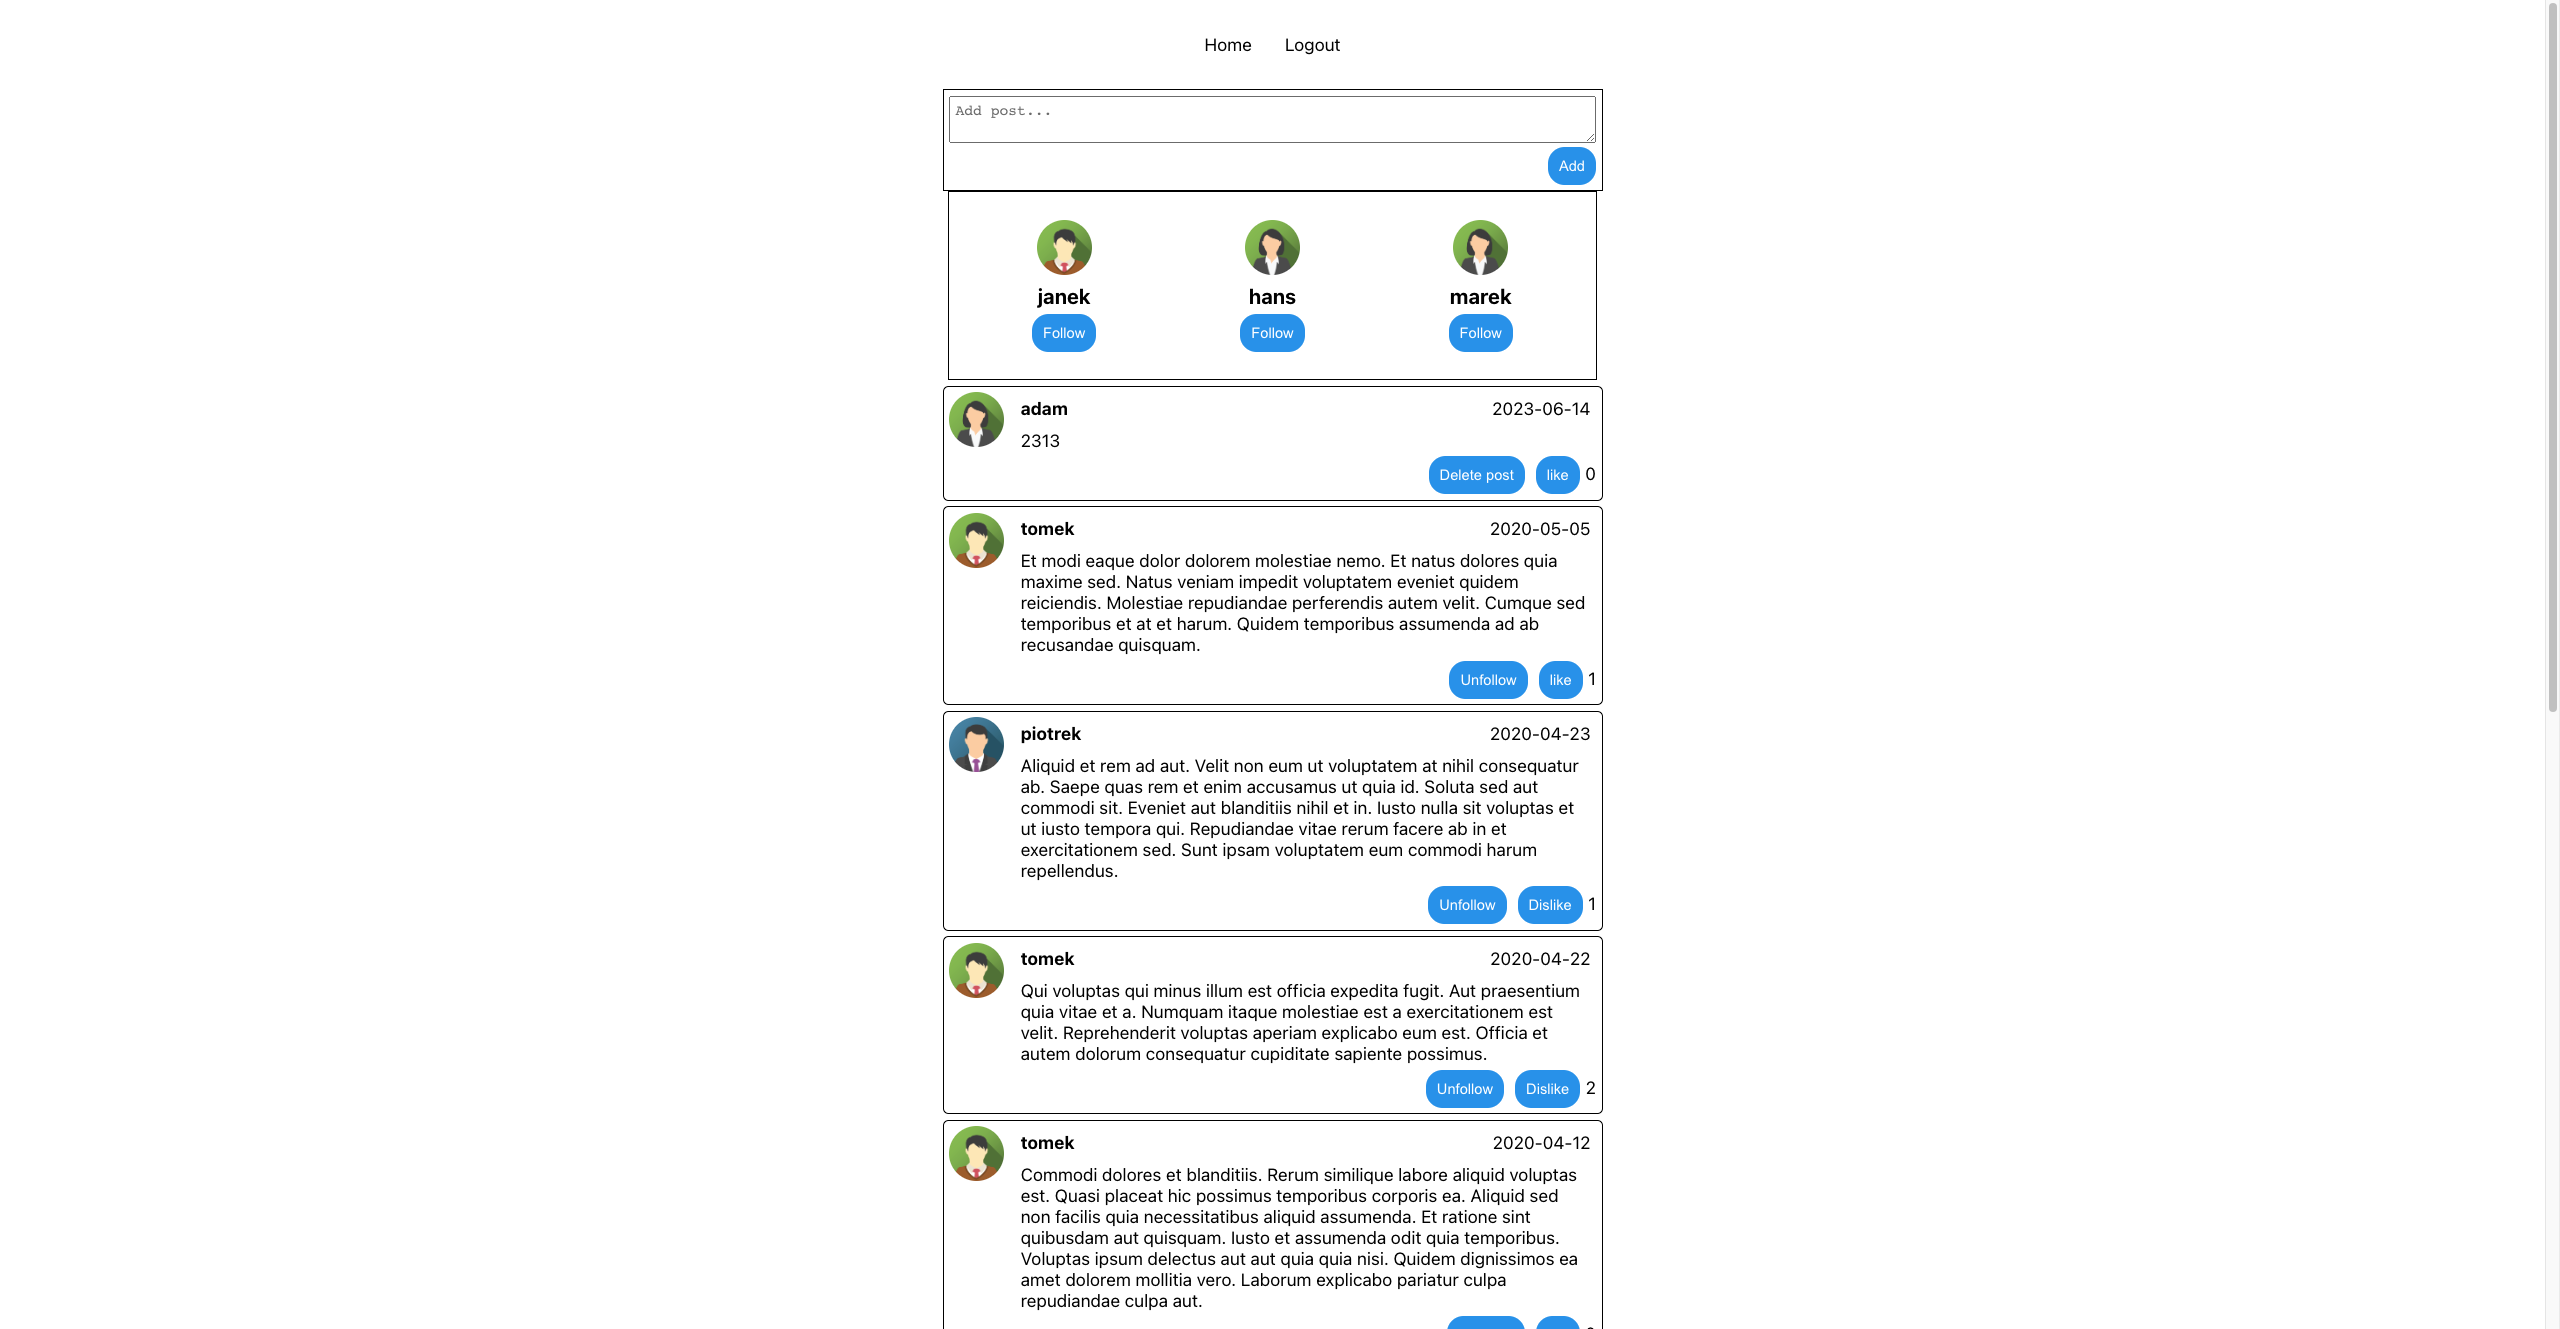 Home Logout
Add post...
Add
janek hans marek
Follow Follow Follow
adam 2023-06-14
2313
Delete post like 0
tomek 2020-05-05
Et modi eaque dolor dolorem molestiae nemo. Et natus dolores quia
maxime sed. Natus veniam impedit voluptatem eveniet quidem
reiciendis. Molestiae repudiandae perferendis autem velit. Cumque sed
temporibus et at et harum. Quidem temporibus assumenda ad ab
recusandae quisquam.
Unfollow like 1
piotrek 2020-04-23
Aliquid et rem ad aut. Velit non eum ut voluptatem at nihil consequatur
ab. Saepe quas rem et enim accusamus ut quia id. Soluta sed aut
commodi sit. Eveniet aut blanditiis nihil et in. Iusto nulla sit voluptas et
ut iusto tempora qui. Repudiandae vitae rerum facere ab in et
exercitationem sed. Sunt ipsam voluptatem eum commodi harum
repellendus.
Unfollow Dislike 1
tomek 2020-04-22
Qui voluptas qui minus illum est officia expedita fugit. Aut praesentium
quia vitae et a. Numquam itaque molestiae est a exercitationem est
velit. Reprehenderit voluptas aperiam explicabo eum est. Officia et
autem dolorum consequatur cupiditate sapiente possimus.
Unfollow Dislike 2
tomek 2020-04-12
Commodi dolores et blanditiis. Rerum similique labore aliquid voluptas
est. Quasi placeat hic possimus temporibus corporis ea. Aliquid sed
non facilis quia necessitatibus aliquid assumenda. Et ratione sint
quibusdam aut quisquam. Iusto et assumenda odit quia temporibus.
Voluptas ipsum delectus aut aut quia quia nisi. Quidem dignissimos ea
amet dolorem mollitia vero. Laborum explicabo pariatur culpa
repudiandae culpa aut.